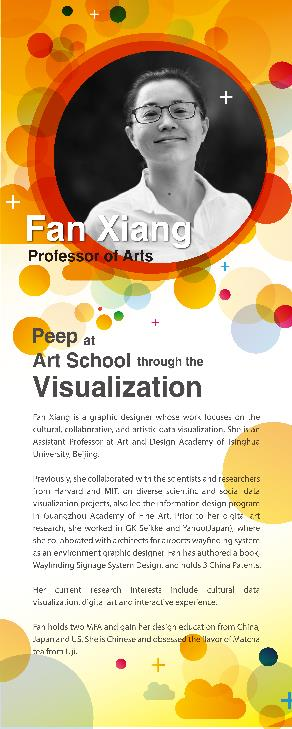 Fan Xiang
Professor of Arts
Peep at
Art School through the
Visualization
Fan Xiang is a graphic designer whose work focuses on the
cultural, collaborative, and artistic data visualization. She is an
Assistant Professor at Art and Design Academy of Tsinghua
University, Beijing.
Previously, she collaborated with the scientists and researchers
from Harvard and MIT, on diverse scientific and social data
visualization projects, also led the information design program
in Guangzhou Academy of Fine Art. Prior to her digital art
research, she worked in GK Sekkei and Yahoo(Japan), where
she collaborated with architects for airports wayfinding system
as an environment graphic designer. Fan has authored a book,
Wayfinding Signage System Design, and holds 3 China Patents.
Her current research interests include cultural data
visualization, digital art and interactive experience.
Fan holds two MFA and gain her design education from China,
Japan and US. She is Chinese and obsessed the flavor of Matcha
tea from Uji.